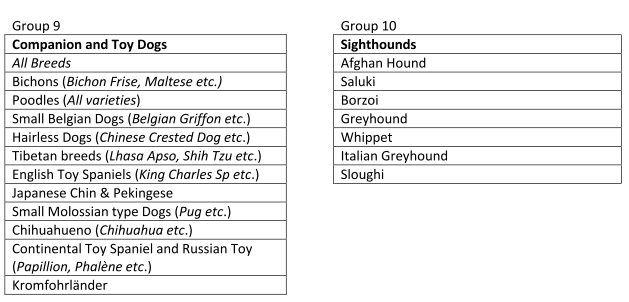 Group 9
Companion and Toy Dogs
All Breeds
Bichons (Bichon Frise, Maltese etc.)
Poodles (All varieties)
Small Belgian Dogs (Belgian Griffon etc.)
Hairless Dogs (Chinese Crested Dog etc.)
Tibetan breeds (Lhasa Apso, Shih Tzu etc.)
English Toy Spaniels (King Charles Sp etc.)
Japanese Chin & Pekingese
Small Molossian type Dogs (Pug etc.)
Chihuahueno (Chihuahua etc.)
Continental Toy Spaniel and Russian Toy
(Papillion, Phalène etc.)
Kromfohrländer
Group 10
Sighthounds
Afghan Hound
Saluki
Borzoi
Greyhound
Whippet
Italian Greyhound
Sloughi